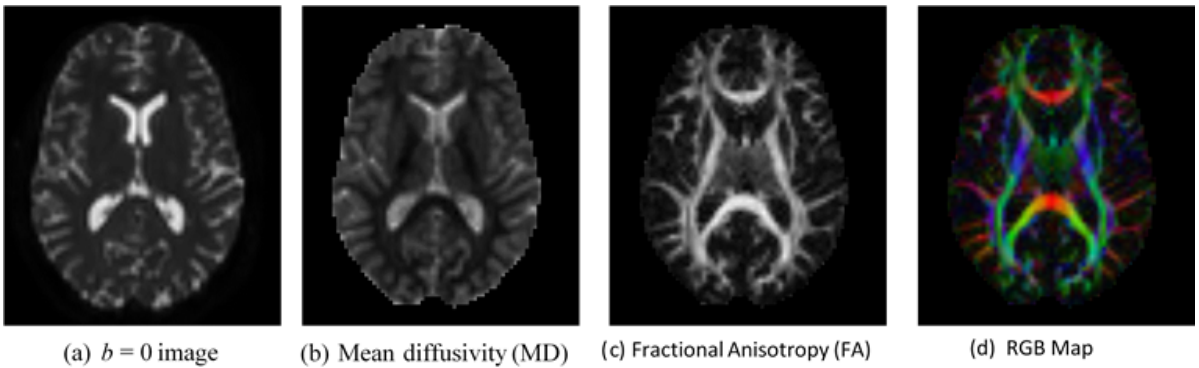 (a) b = 0 image
(b) Mean diffusivity (MD)
(c) Fractional Anisotropy (FA)
(d) RGB Map